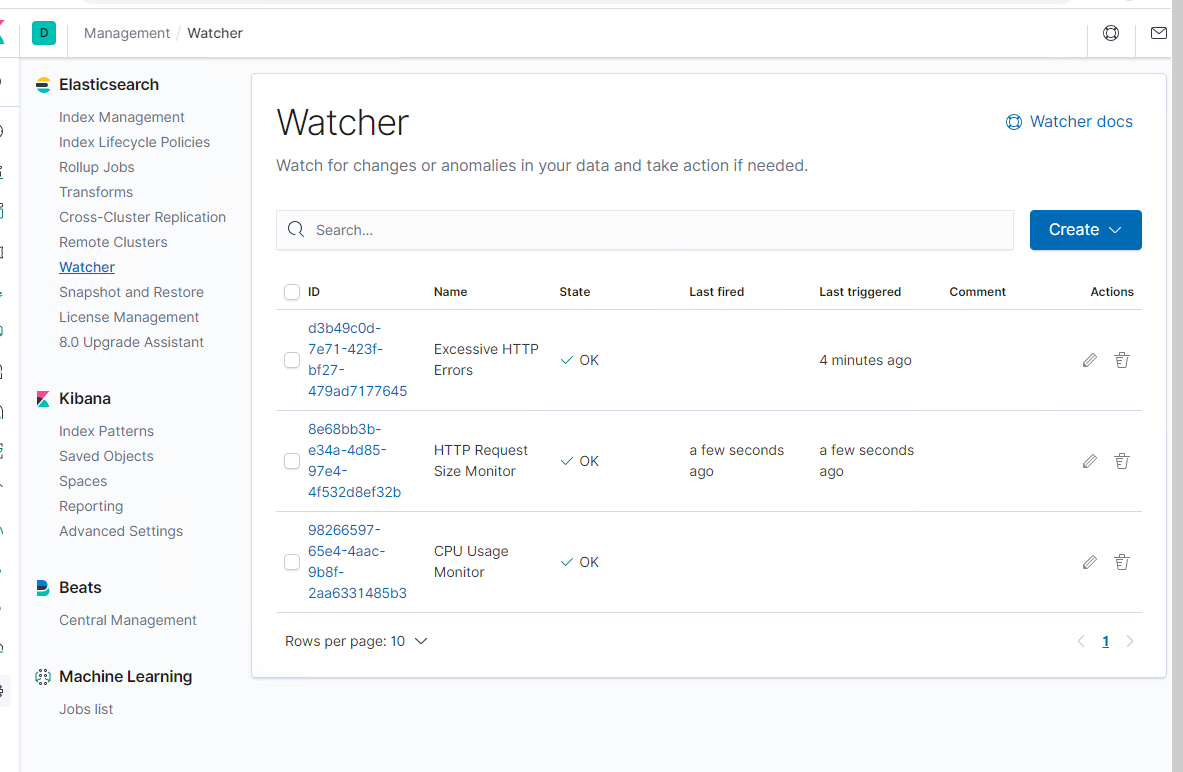 D Management / Watcher
Elasticsearch
Index Management
Index Lifecycle Policies
Rollup Jobs
Transforms
Cross-Cluster Replication
Remote Clusters
Watcher
Snapshot and Restore
License Management
8.0 Upgrade Assistant
Kibana
Index Patterns
Saved Objects
Spaces
Reporting
Advanced Settings
Beats
Central Management
Machine Learning
Jobs list
Watcher
Watcher docs
Watch for changes or anomalies in your data and take action if needed.
Search...
Create
ID Name State Last fired Last triggered Comment Actions
d3b49c0d-
7e71-423f-
bf27-
479ad7177645
Excessive HTTP
Errors
OK
4 minutes ago
8e68bb3b-
e34a-4d85-
97e4-
4f532d8ef32b
HTTP Request
Size Monitor
OK
a few seconds
ago
a few seconds
ago
98266597-
65e4-4aac-
9b8f-
2aa6331485b3
CPU Usage
Monitor
OK
Rows per page: 10
1